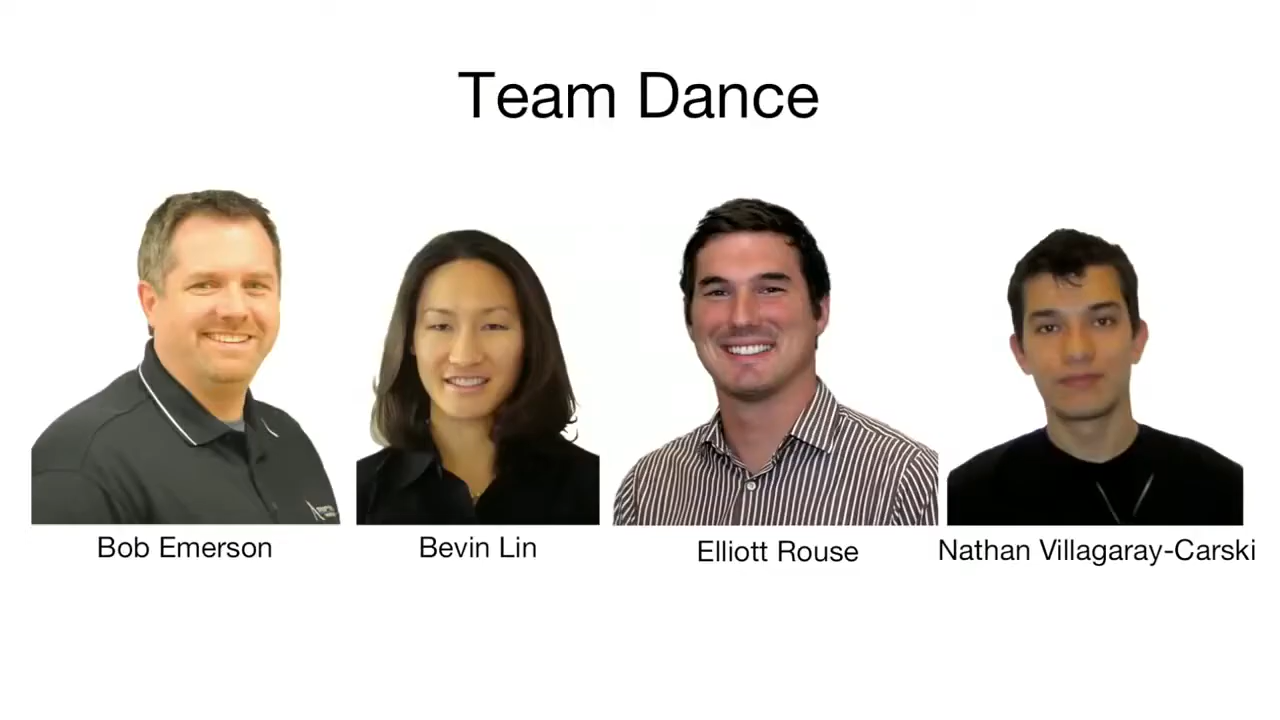 Team Dance
Bob Emerson
Bevin Lin
Elliott Rouse
Nathan Villagaray-Carski